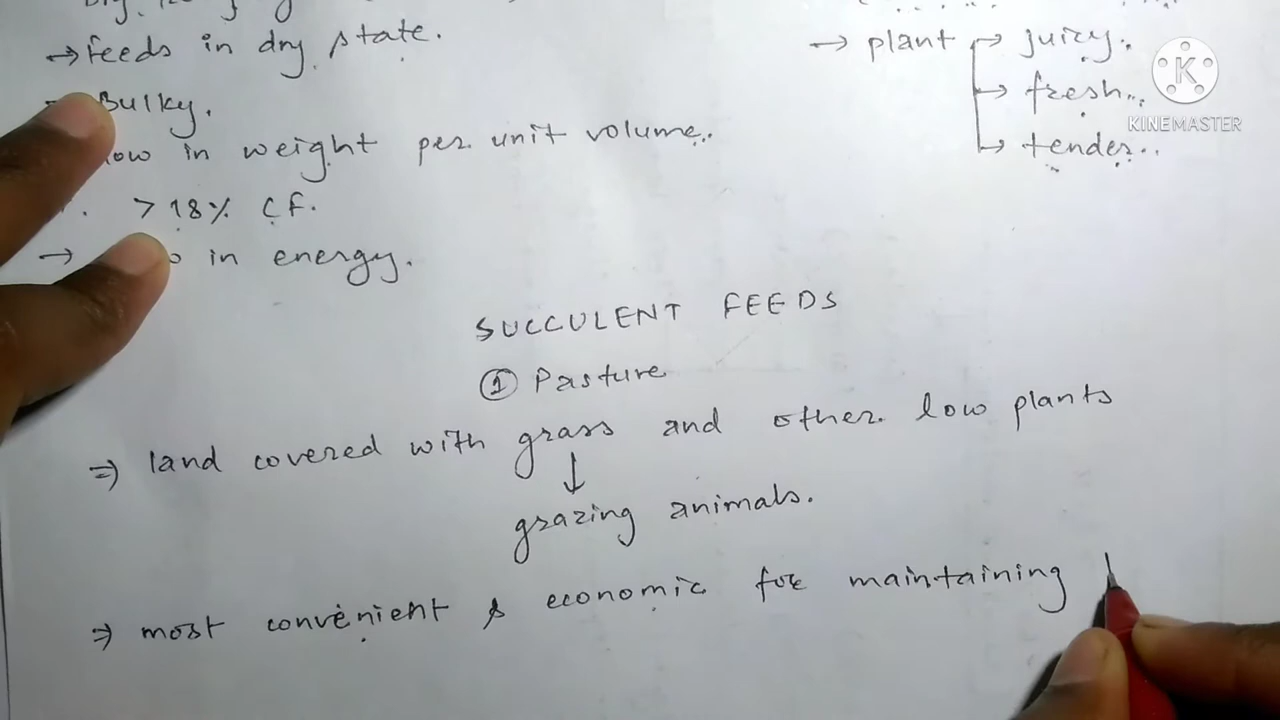 → feeds in dry state.
→ Bulky.
low in weight per unit volume.
> 18% CF.
→ in energy.
→ plant → juicy.
→ fresh.
→ tender.
KINEMASTER
SUCCULENT FEEDS
① Pasture
⇒ land covered with grass and other low plants
↓
grazing animals.
⇒ most convenient & economic for maintaining